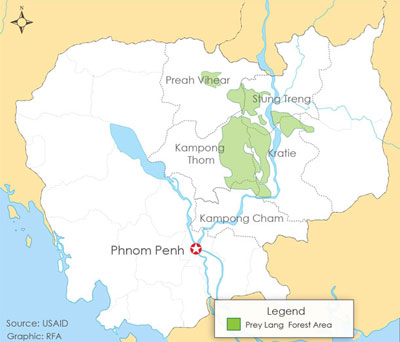 N
Preah Vihear
Stung Treng
Kampong
Thom
Kratie
Kampong Cham
Phnom Penh
Legend
Prey Lang Forest Area
Source: USAID
Graphic: RFA